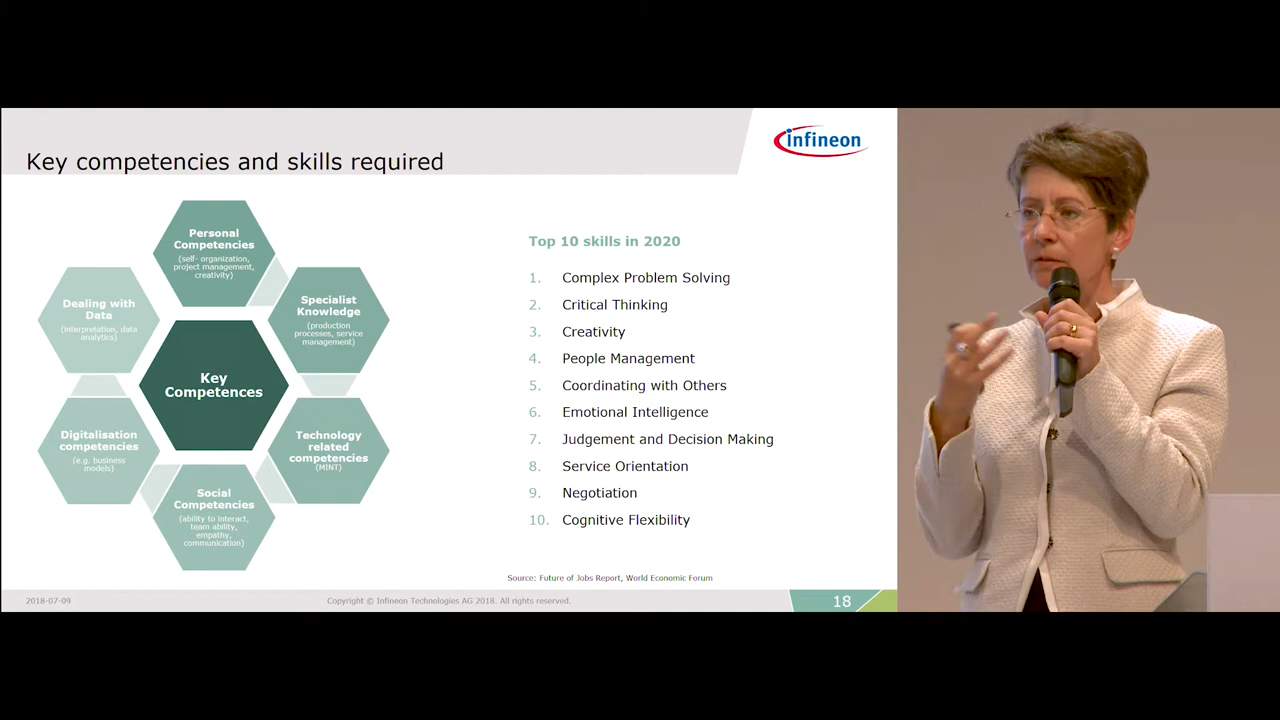 infineon
Key competencies and skills required
Personal
Competencies
(self- organization,
project management,
creativity)
Specialist
Knowledge
(production
processes, service
management)
Technology
related
competencies
(MINT)
Social
Competencies
(ability to interact,
team ability,
empathy,
communication)
Digitalisation
competencies
(e.g. business
models)
Dealing with
Data
(interpretation, data
analytics)
Key
Competences
Top 10 skills in 2020
1. Complex Problem Solving
2. Critical Thinking
3. Creativity
4. People Management
5. Coordinating with Others
6. Emotional Intelligence
7. Judgement and Decision Making
8. Service Orientation
9. Negotiation
10. Cognitive Flexibility
Source: Future of Jobs Report, World Economic Forum
2018-07-09
Copyright © Infineon Technologies AG 2018. All rights reserved.
18